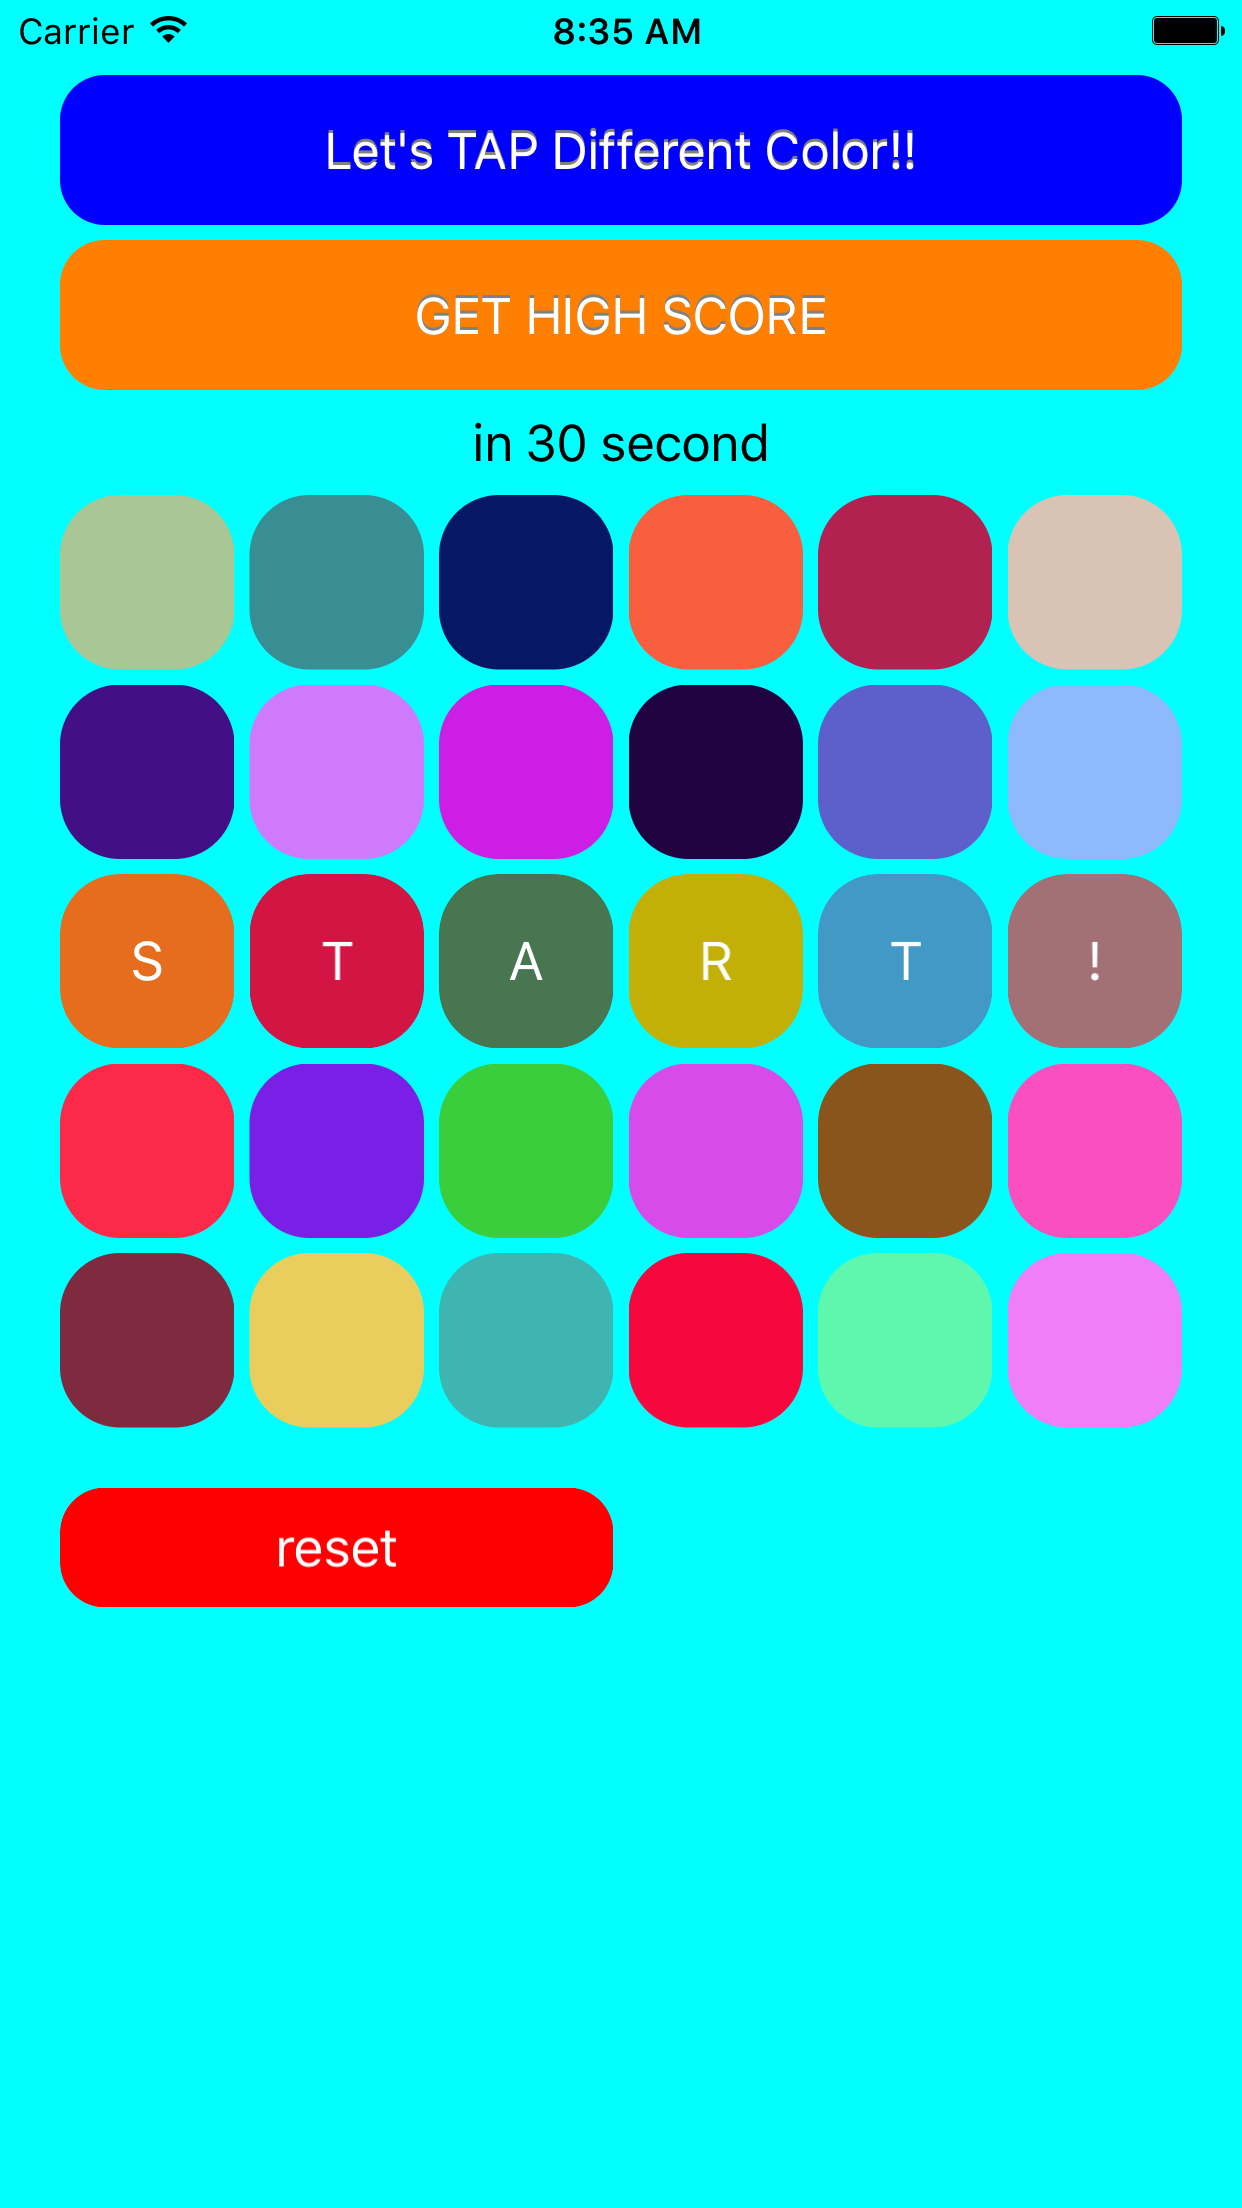 Carrier 8:35 AM
Let's TAP Different Color!!
GET HIGH SCORE
in 30 second
S T A R T !
reset